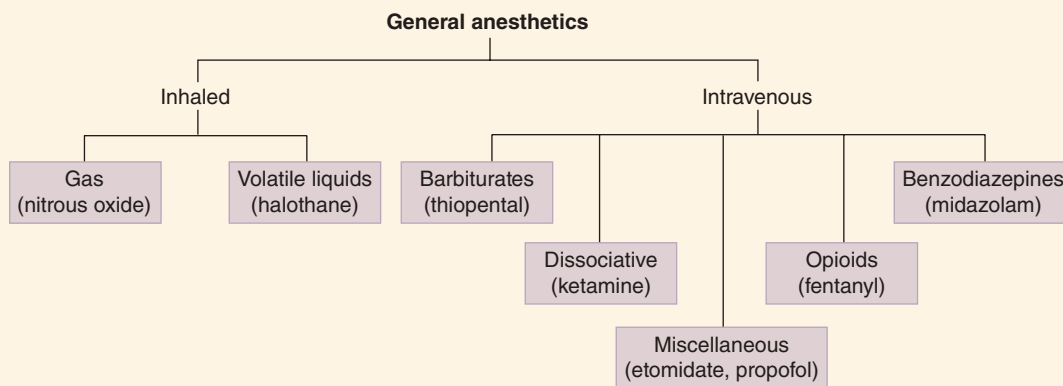 General anesthetics
Inhaled
Intravenous
Gas
(nitrous oxide)
Volatile liquids
(halothane)
Barbiturates
(thiopental)
Benzodiazepines
(midazolam)
Dissociative
(ketamine)
Opioids
(fentanyl)
Miscellaneous
(etomidate, propofol)